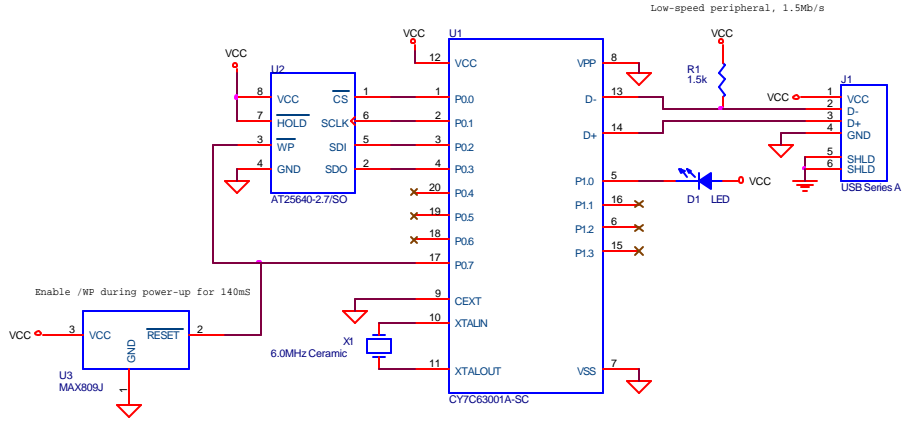 Low-speed peripheral, 1.5Mb/s
U1
VCC
VCC
VCC
U2
R1
1.5k
J1
12 VCC
VPP 8
8 VCC
CS 1
1 P0.0
D- 13
VCC
1 VCC
2 D-
7 HOLD
SCLK 6
2 P0.1
3 D+
D+ 14
4 GND
3 WP
SDI 5
3 P0.2
5 SHLD
4 GND
SDO 2
4 P0.3
P1.0 5
VCC
6 SHLD
AT25640-2.7/SO
20 P0.4
D1 LED
USB Series A
P1.1 16
19 P0.5
P1.2 6
18 P0.6
P1.3 15
17 P0.7
Enable /WP during power-up for 140mS
9 CEXT
10 XTALIN
VCC
3 VCC
RESET 2
GND
1
X1
6.0MHz Ceramic
11 XTALOUT
VSS 7
U3
MAX809J
CY7C63001A-SC